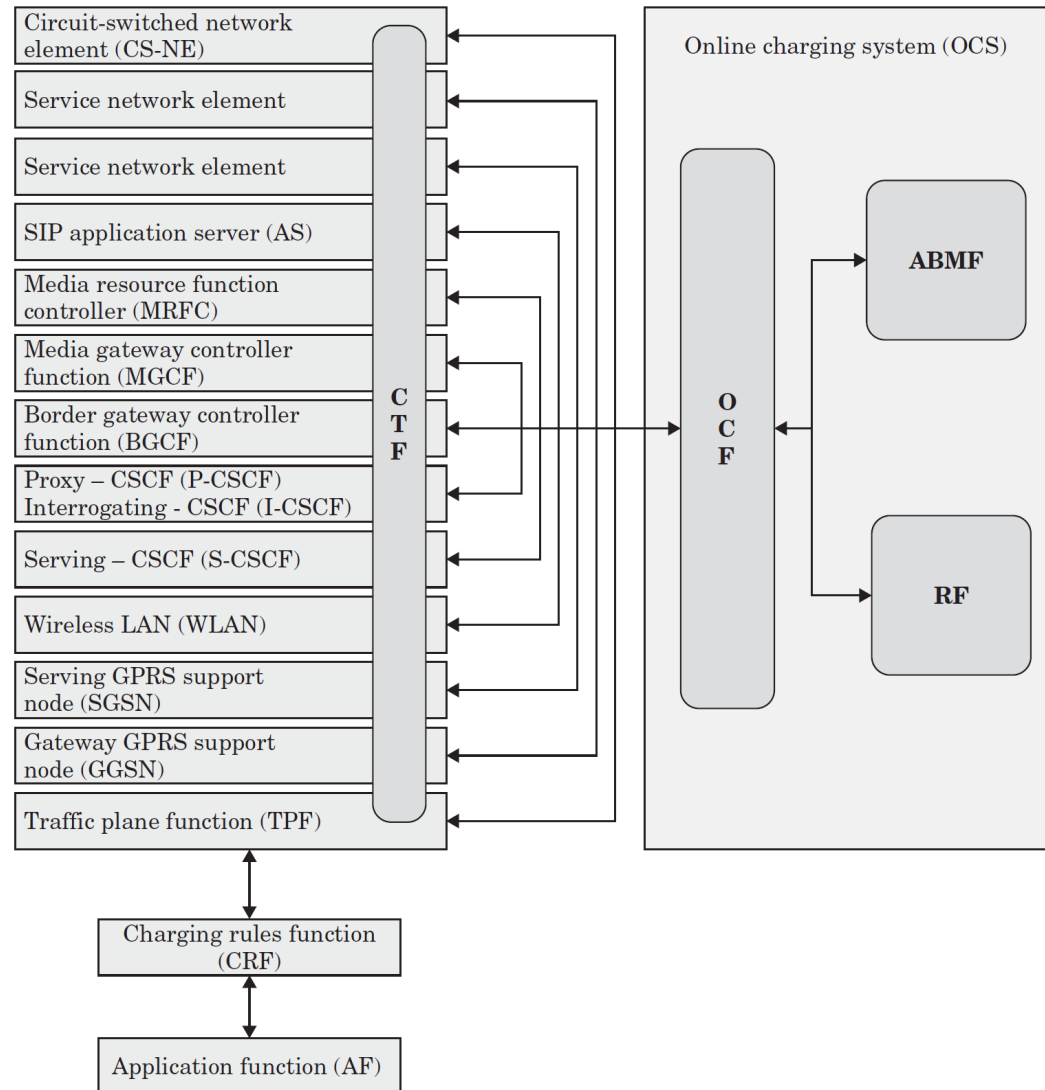 Circuit-switched network
element (CS-NE)
Service network element
Service network element
SIP application server (AS)
Media resource function
controller (MRFC)
Media gateway controller
function (MGCF)
Border gateway controller
function (BGCF)
Proxy – CSCF (P-CSCF)
Interrogating - CSCF (I-CSCF)
Serving – CSCF (S-CSCF)
Wireless LAN (WLAN)
Serving GPRS support
node (SGSN)
Gateway GPRS support
node (GGSN)
Traffic plane function (TPF)
C
T
F
Charging rules function
(CRF)
Application function (AF)
Online charging system (OCS)
O
C
F
ABMF
RF